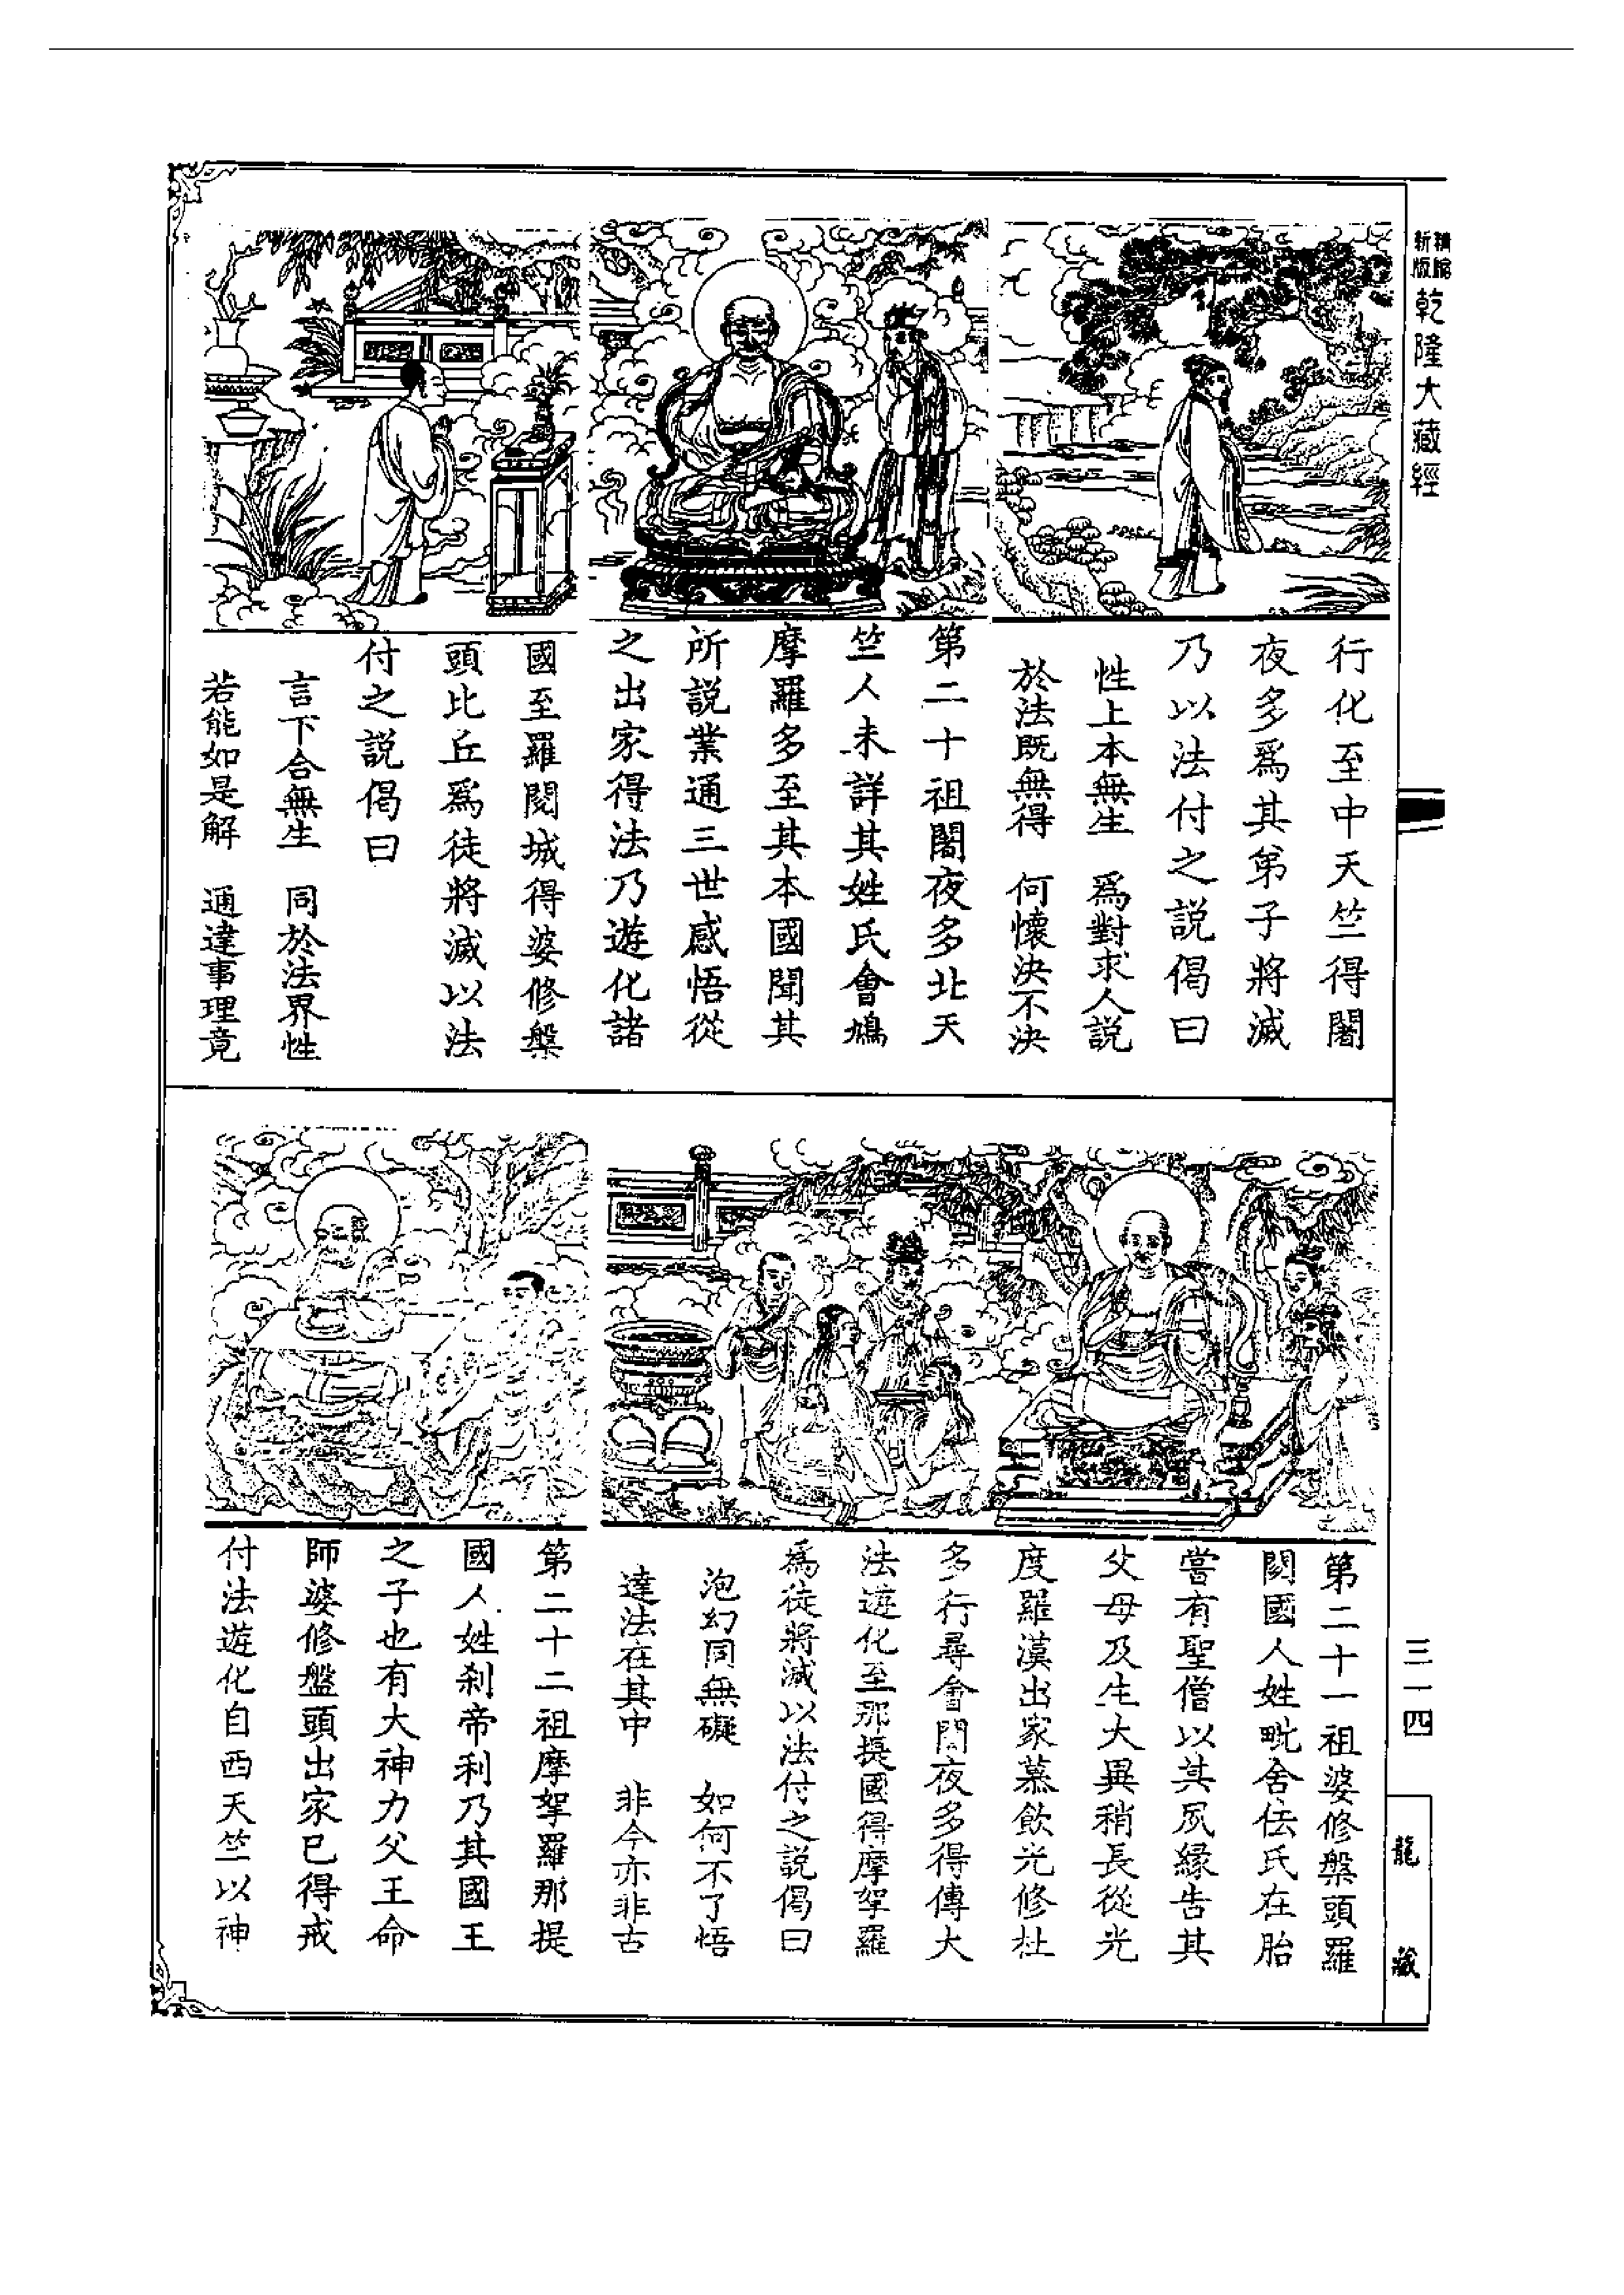 新版
精縮
乾隆大藏經
行化至中天竺得闍
夜多爲其弟子將滅
乃以法付之説偈曰
性上本無生　爲對求人説
於法既無得　何懷決不決
第二十祖闍夜多北天
竺人未詳其姓氏會鳩
摩羅多至其本國聞其
所説業通三世感悟從
之出家得法乃遊化諸
國至羅閱城得婆修槃
頭比丘爲徒將滅以法
付之説偈曰
言下合無生　同於法界性
若能如是解　通達事理竟
第二十一祖婆修槃頭羅
閱國人姓毗舍佉氏在胎
嘗有聖僧以其夙緣告其
父母及生大異稍長從光
度羅漢出家慕飲光修杜
多行尋會闍夜多得傳大
法遊化至那提國得摩拏羅
爲徒將滅以法付之説偈曰
泡幻同無礙　如何不了悟
達法在其中　非今亦非古
第二十二祖摩拏羅那提
國人姓刹帝利乃其國王
之子也有大神力父王命
師婆修盤頭出家已得戒
付法遊化自西天竺以神
三一四
龍藏